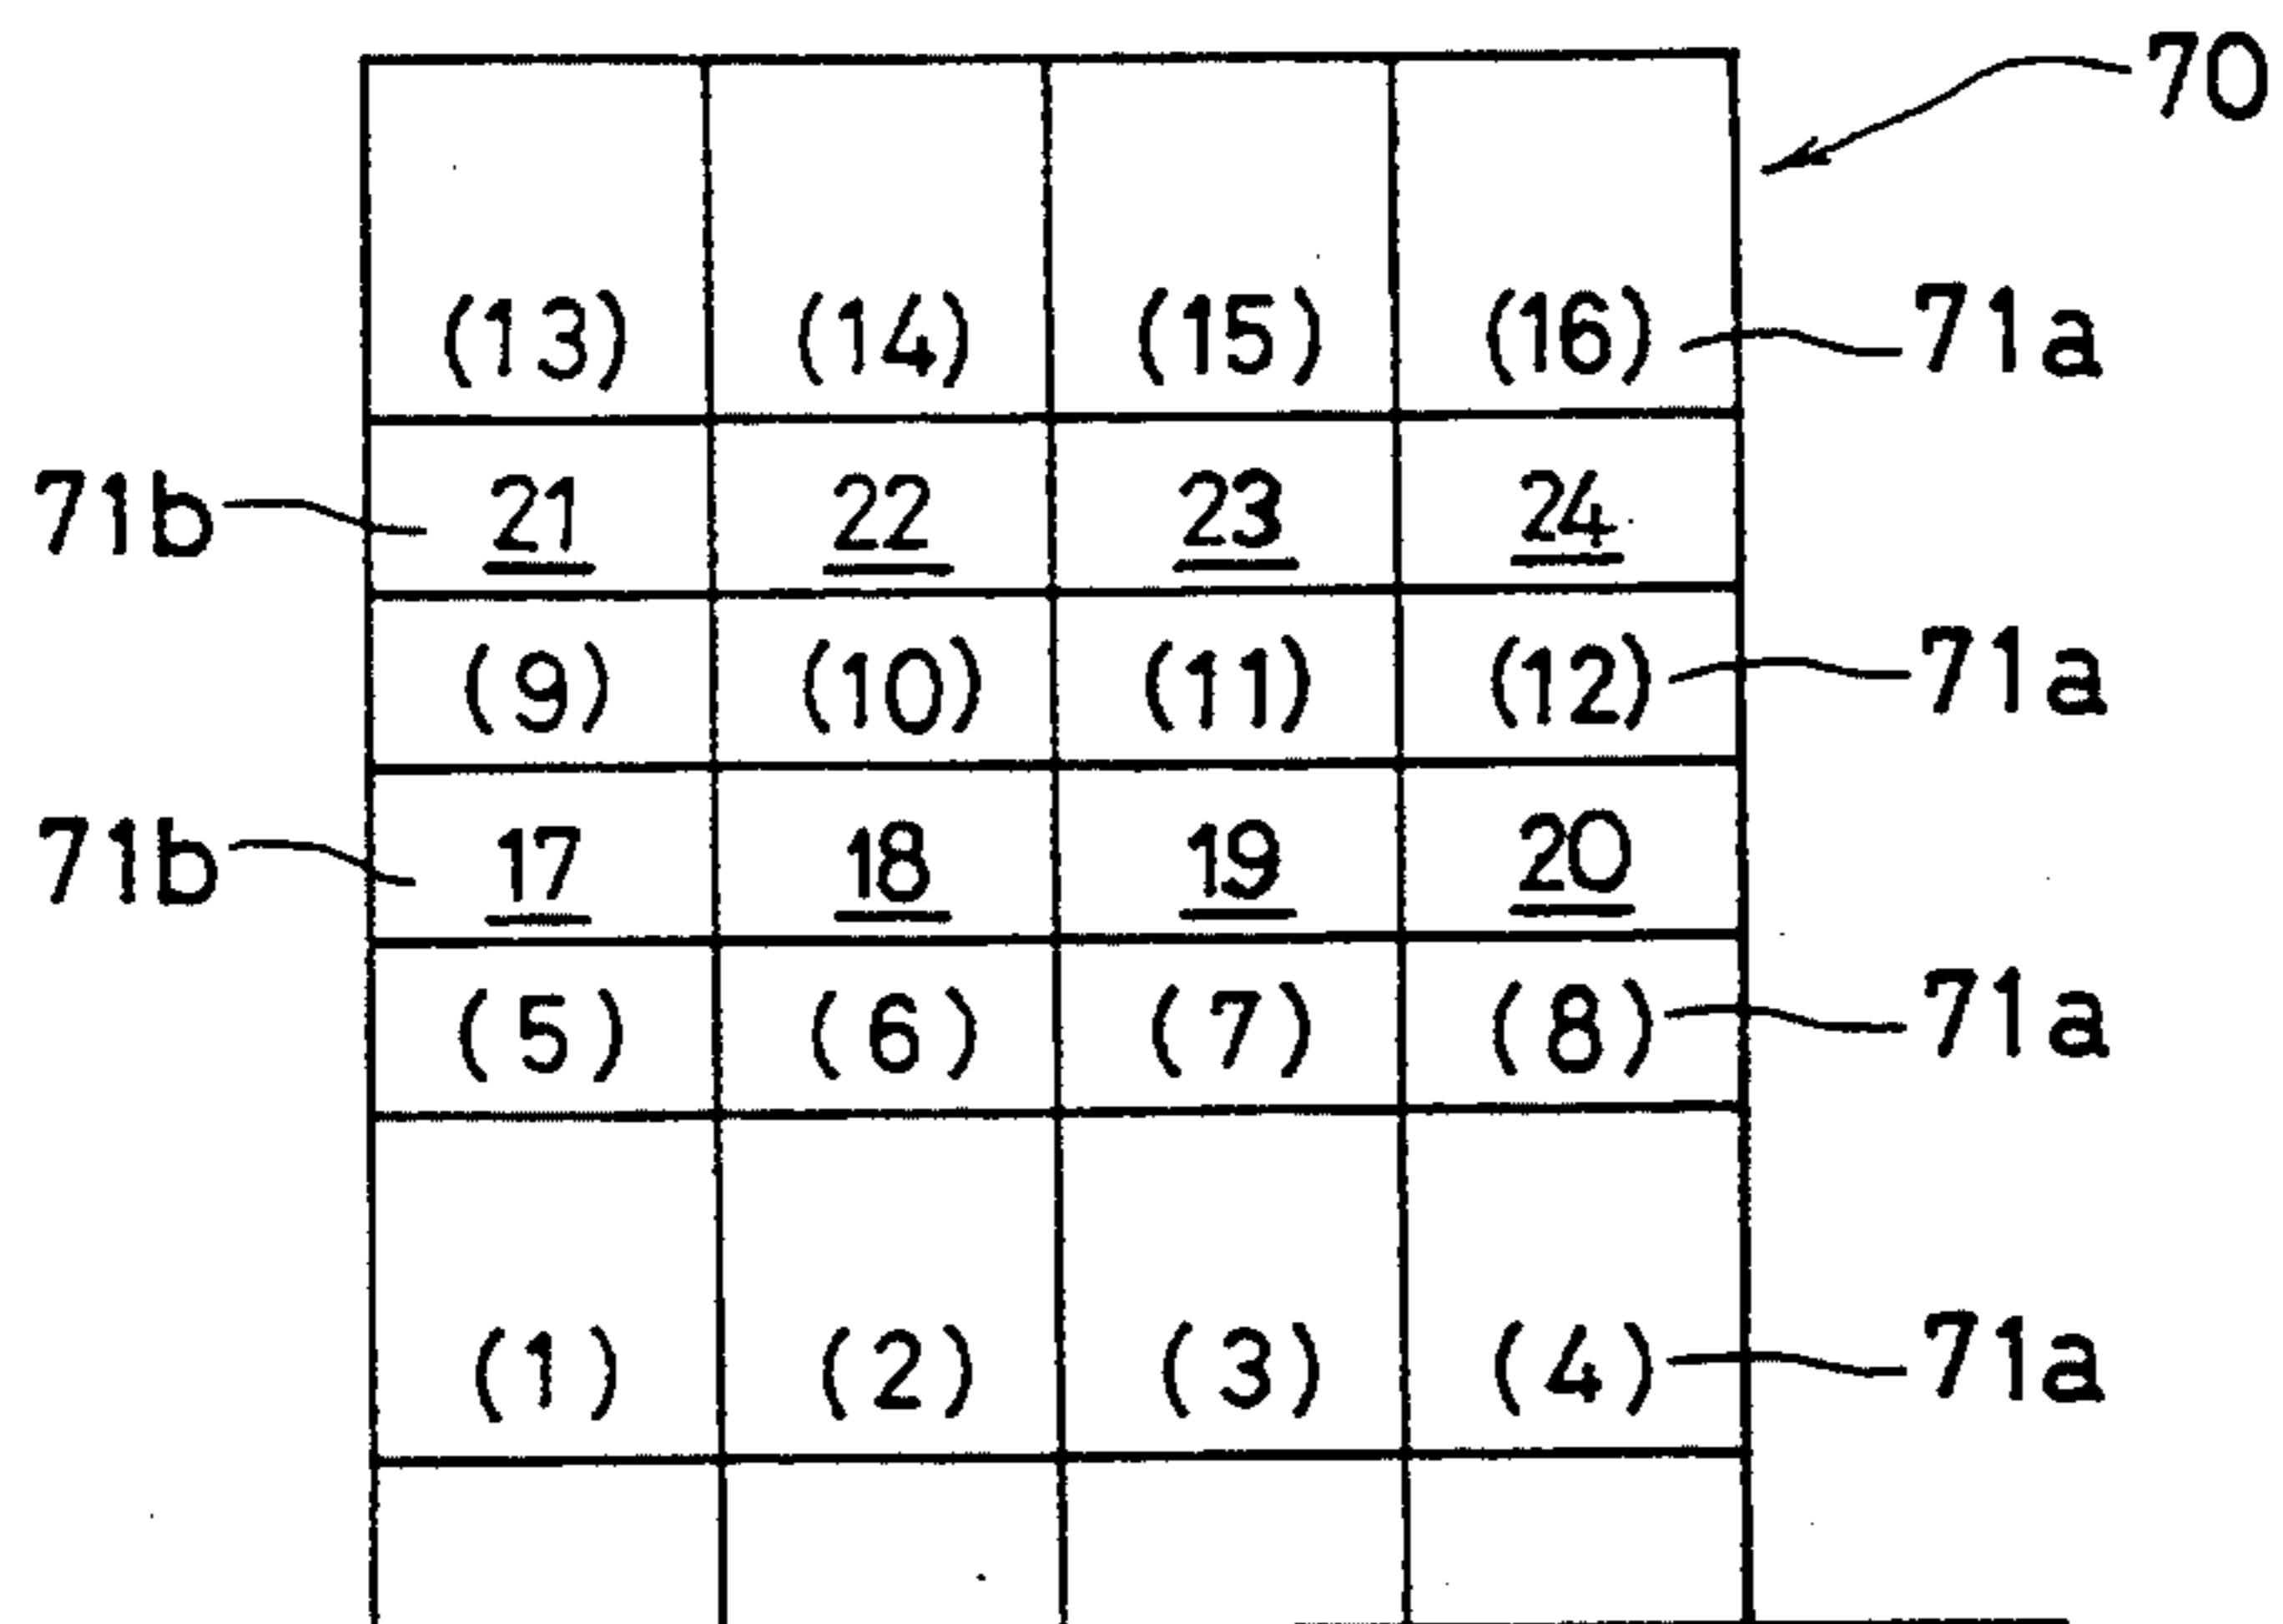 70
(13) (14) (15) (16) 71a
71b 21 22 23 24
(9) (10) (11) (12) 71a
71b 17 18 19 20
(5) (6) (7) (8) 71a
(1) (2) (3) (4) 71a